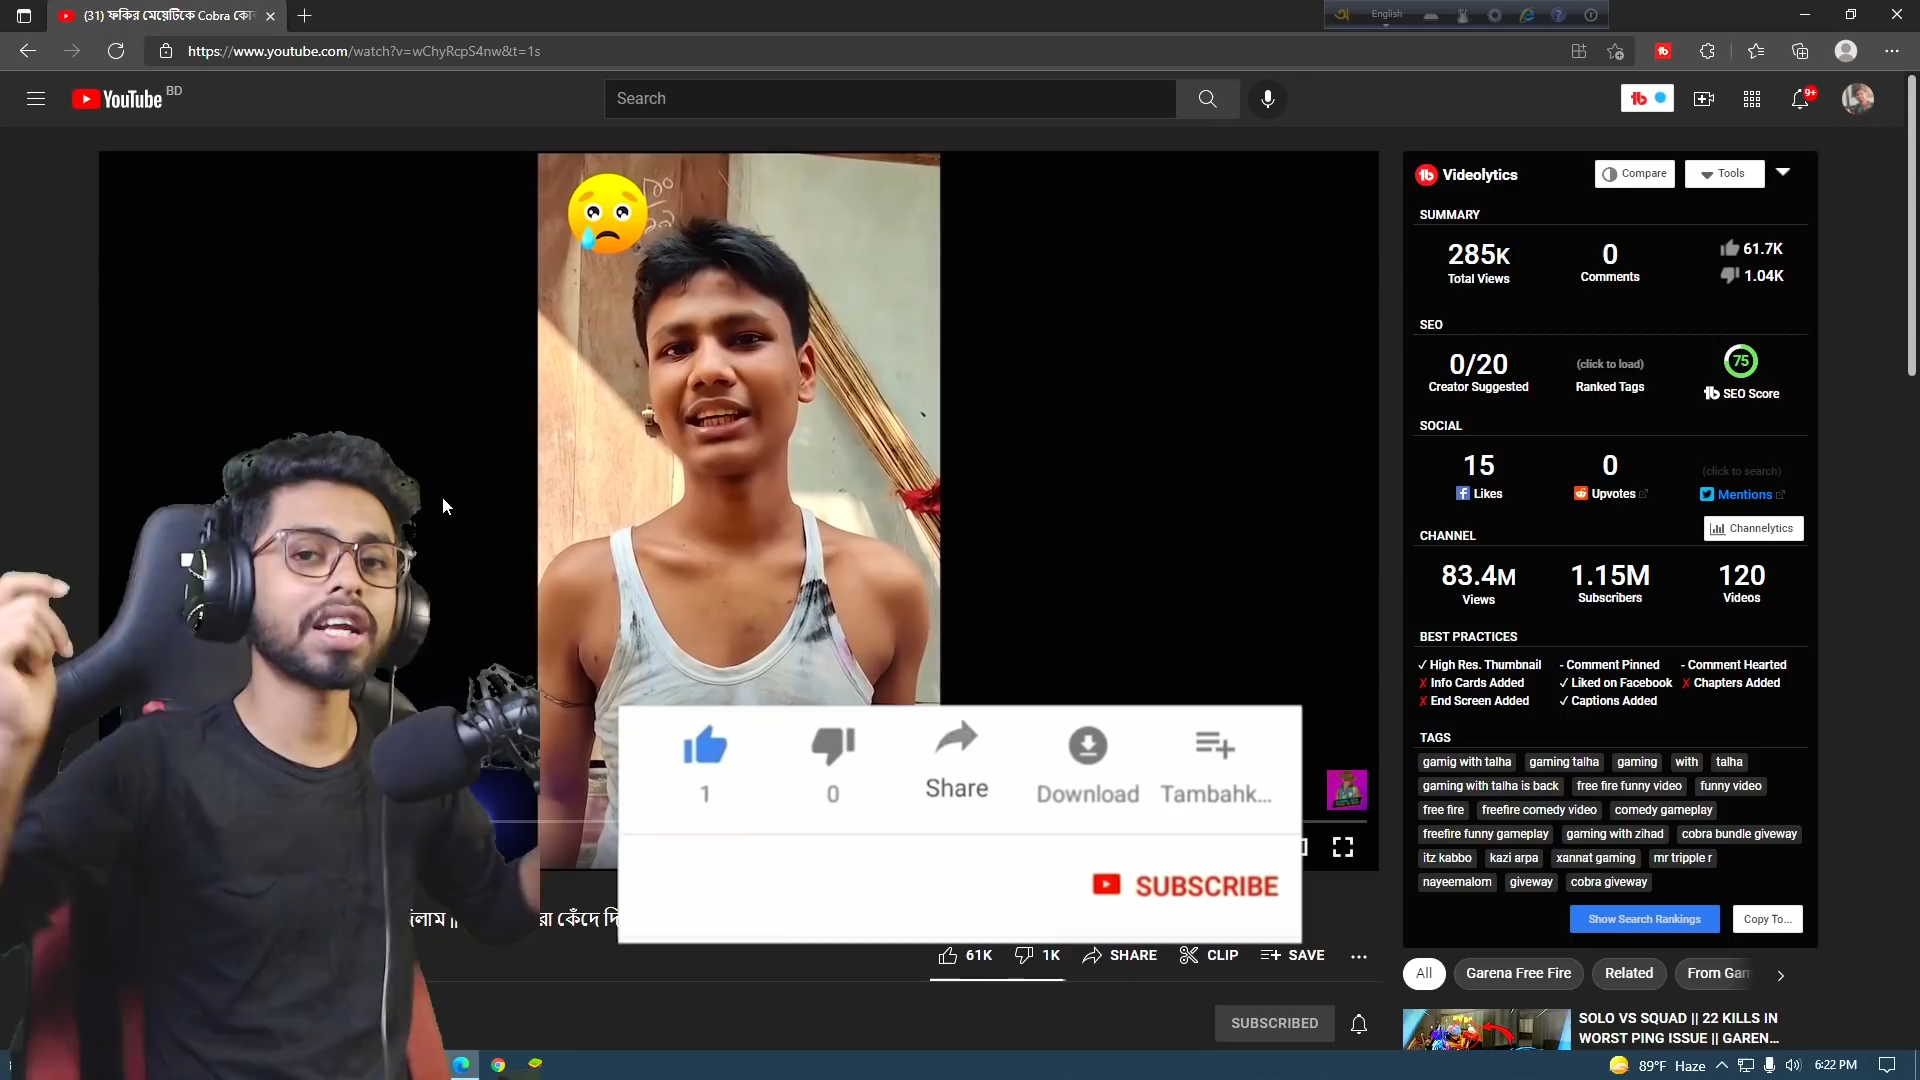 (31) ফকির মেয়েটিকে Cobra কো
English
https://www.youtube.com/watch?v=wChyRcpS4nw&t=1s
YouTube BD
Search
9+
Videolytics
Compare
Tools
SUMMARY
285K
Total Views
0
Comments
61.7K
1.04K
SEO
0/20
Creator Suggested
(click to load)
Ranked Tags
75
SEO Score
SOCIAL
15
Likes
0
Upvotes
(click to search)
Mentions
Channelytics
CHANNEL
83.4M
Views
1.15M
Subscribers
120
Videos
BEST PRACTICES
✓ High Res. Thumbnail - Comment Pinned - Comment Hearted
✗ Info Cards Added ✓ Liked on Facebook ✗ Chapters Added
✗ End Screen Added ✓ Captions Added
TAGS
gamig with talha gaming talha gaming with talha
gaming with talha is back free fire funny video funny video
free fire freefire comedy video comedy gameplay
freefire funny gameplay gaming with zihad cobra bundle giveway
itz kabbo kazi arpa xannat gaming mr tripple r
nayeemalom giveway cobra giveway
Show Search Rankings
Copy To...
1
0
Share
Download
Tambahk...
SUBSCRIBE
লাম || রা কেঁদে দি
61K 1K SHARE CLIP SAVE
SUBSCRIBED
All Garena Free Fire Related From Gam
SOLO VS SQUAD || 22 KILLS IN
WORST PING ISSUE || GAREN...
89°F Haze 6:22 PM